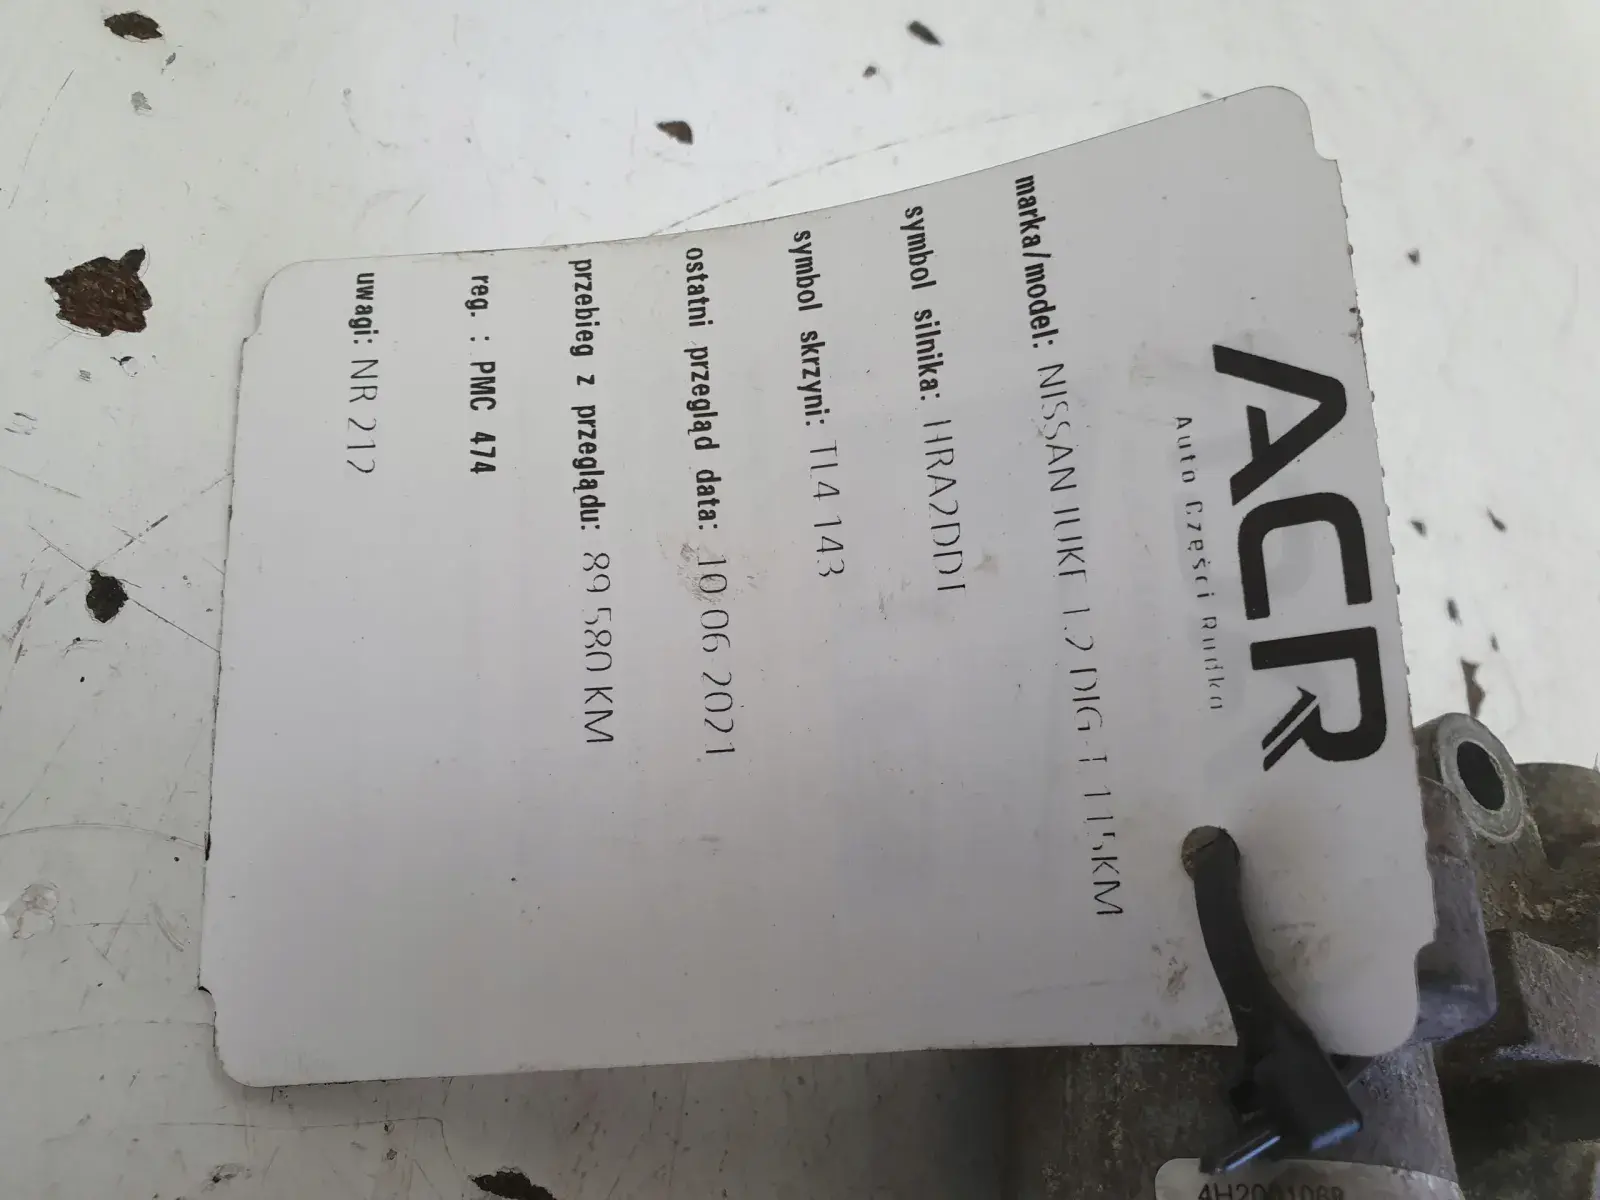 ACR
Auto Części Rudka
marka/model: NISSAN JUKE 1.2 DIG-T 115KM
symbol silnika: HRA2DDT
symbol skrzyni: TL4 143
ostatni przegląd data: 10.06.2021
przebieg z przeglądu: 89 580 KM
reg. : PMC 474
uwagi: NR 212